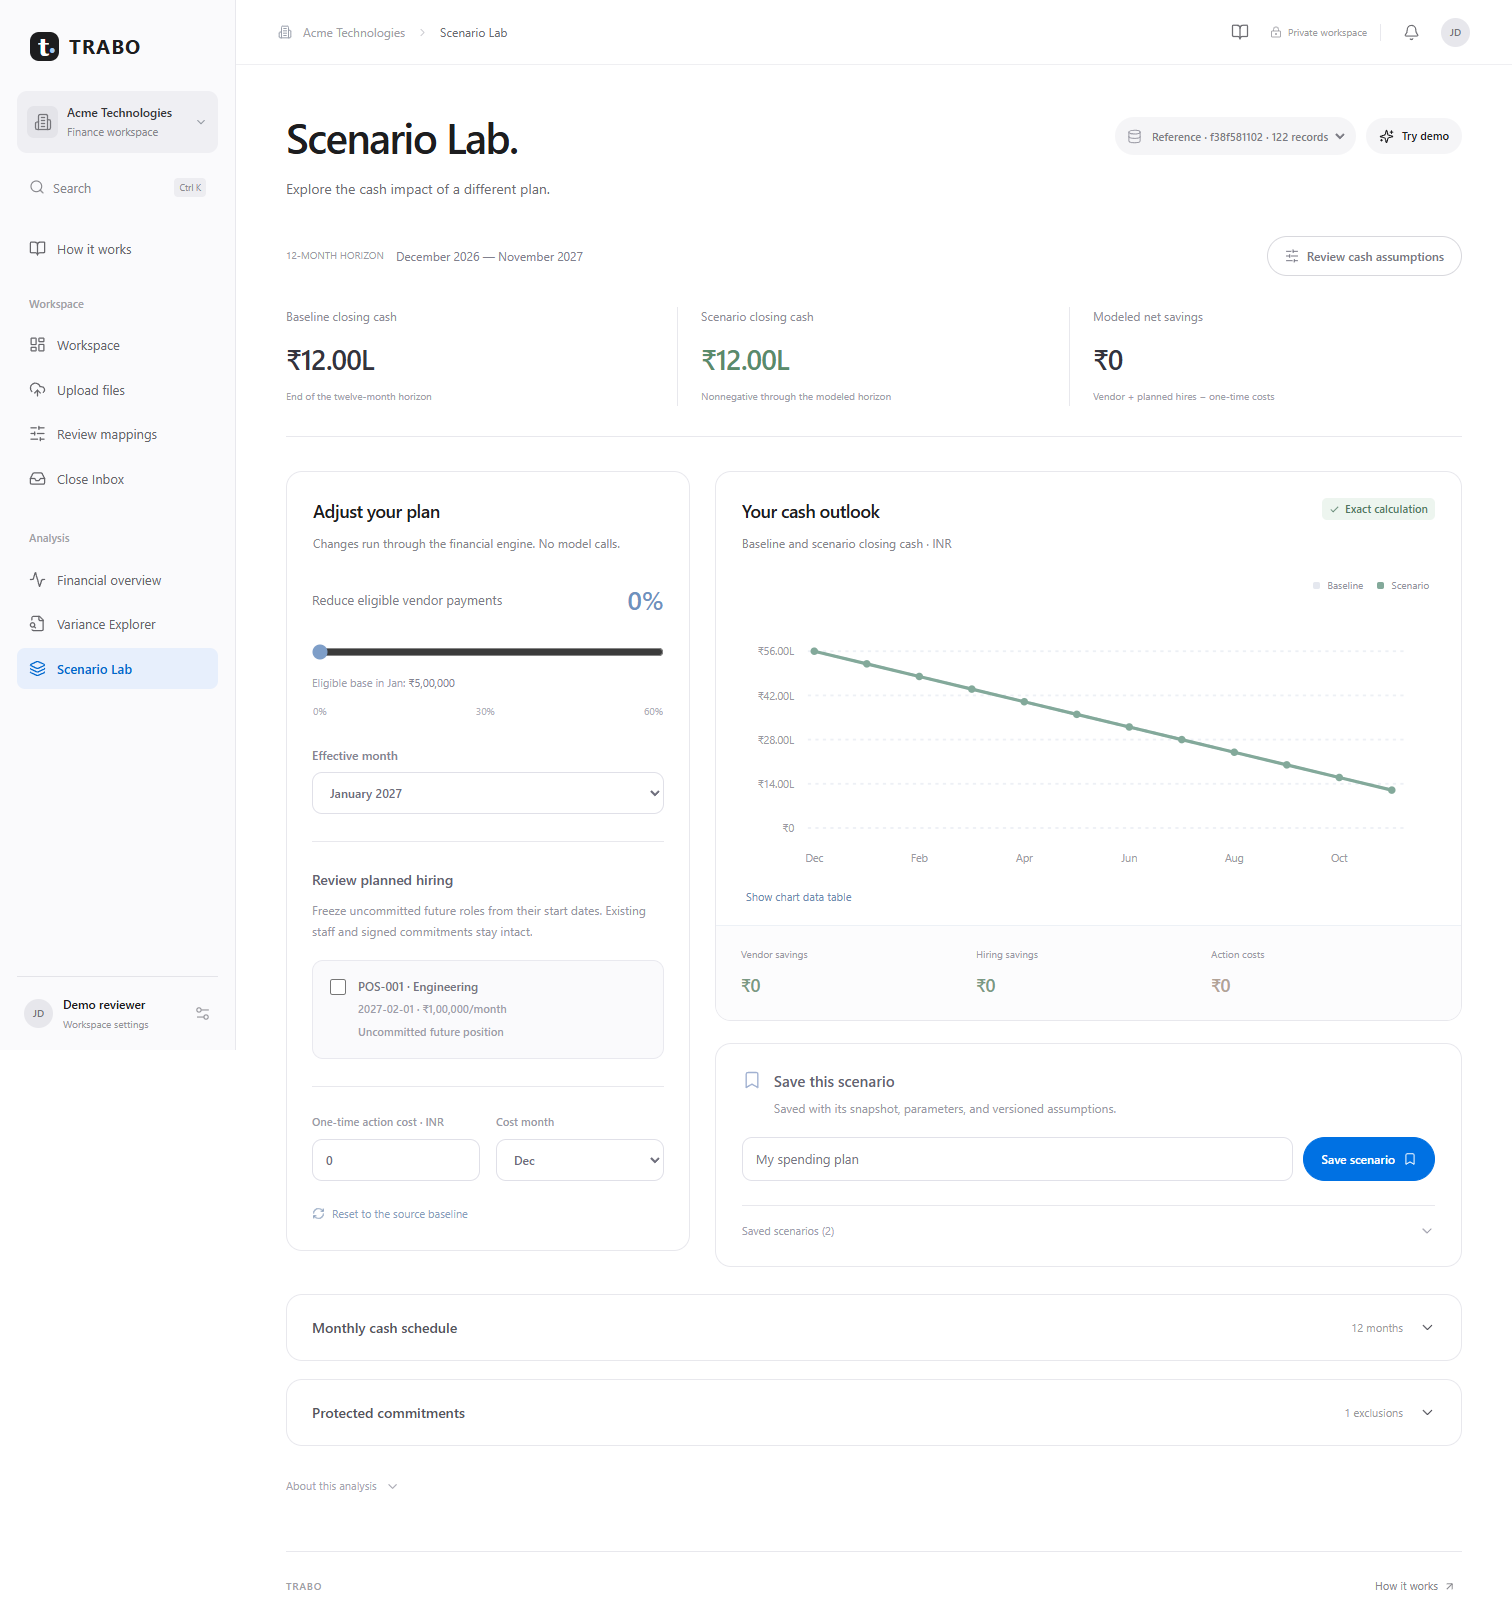 t.
TRABO
Acme Technologies
Finance workspace
Search
Ctrl K
How it works
Workspace
Workspace
Upload files
Review mappings
Close Inbox
Analysis
Financial overview
Variance Explorer
Scenario Lab
JD
Demo reviewer
Workspace settings
Acme Technologies
Scenario Lab
Private workspace
JD
Scenario Lab.
Explore the cash impact of a different plan.
Reference · f38f581102 · 122 records
Try demo
12-MONTH HORIZON
December 2026 — November 2027
Review cash assumptions
Baseline closing cash
₹12.00L
End of the twelve-month horizon
Scenario closing cash
₹12.00L
Nonnegative through the modeled horizon
Modeled net savings
₹0
Vendor + planned hires − one-time costs
Adjust your plan
Changes run through the financial engine. No model calls.
Reduce eligible vendor payments
0%
Eligible base in Jan: ₹5,00,000
0%
30%
60%
Effective month
January 2027
Review planned hiring
Freeze uncommitted future roles from their start dates. Existing
staff and signed commitments stay intact.
POS-001 · Engineering
2027-02-01 · ₹1,00,000/month
Uncommitted future position
One-time action cost · INR
Cost month
0
Dec
Reset to the source baseline
Your cash outlook
Exact calculation
Baseline and scenario closing cash · INR
Baseline
Scenario
₹56.00L
₹42.00L
₹28.00L
₹14.00L
₹0
Dec
Feb
Apr
Jun
Aug
Oct
Show chart data table
Vendor savings
₹0
Hiring savings
₹0
Action costs
₹0
Save this scenario
Saved with its snapshot, parameters, and versioned assumptions.
My spending plan
Save scenario
Saved scenarios (2)
Monthly cash schedule
12 months
Protected commitments
1 exclusions
About this analysis
TRABO
How it works